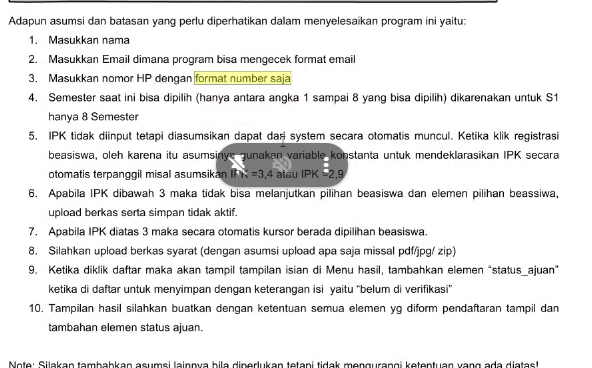 Adapun asumsi dan batasan yang perlu diperhatikan dalam menyelesaikan program ini yaitu:
1. Masukkan nama
2. Masukkan Email dimana program bisa mengecek format email
3. Masukkan nomor HP dengan format number saja
4. Semester saat ini bisa dipilih (hanya antara angka 1 sampai 8 yang bisa dipilih) dikarenakan untuk S1
hanya 8 Semester
5. IPK tidak diinput tetapi diasumsikan dapat dari system secara otomatis muncul. Ketika klik registrasi
beasiswa, oleh karena itu asumsinya gunakan variable konstanta untuk mendeklarasikan IPK secara
otomatis terpanggil misal asumsikan IPK =3,4 atau IPK =2,9
6. Apabila IPK dibawah 3 maka tidak bisa melanjutkan pilihan beasiswa dan elemen pilihan beassiwa,
upload berkas serta simpan tidak aktif.
7. Apabila IPK diatas 3 maka secara otomatis kursor berada dipilihan beasiswa.
8. Silahkan upload berkas syarat (dengan asumsi upload apa saja missal pdf/jpg/ zip)
9. Ketika diklik daftar maka akan tampil tampilan isian di Menu hasil, tambahkan elemen “status_ajuan”
ketika di daftar untuk menyimpan dengan keterangan isi yaitu “belum di verifikasi”
10. Tampilan hasil silahkan buatkan dengan ketentuan semua elemen yg diform pendaftaran tampil dan
tambahan elemen status ajuan.
Note: Silakan tambahkan asumsi lainnya bila diperlukan tetapi tidak mengurangi ketentuan yang ada diatas!